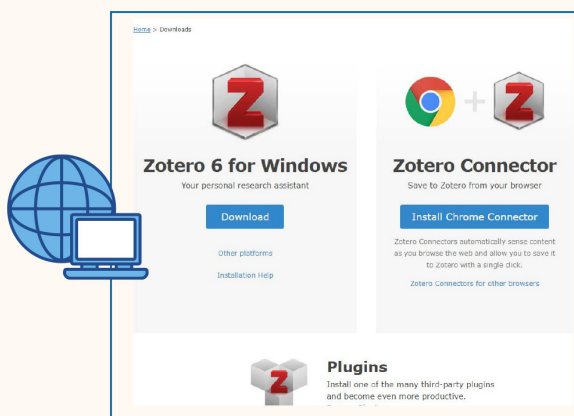 Home > Downloads
Zotero 6 for Windows
Your personal research assistant
Download
Other platforms
Installation Help
Zotero Connector
Save to Zotero from your browser
Install Chrome Connector
Zotero Connectors automatically sense content
as you browse the web and allow you to save it
to Zotero with a single click.
Zotero Connectors for other browsers
Plugins
Install one of the many third-party plugins
and become even more productive.